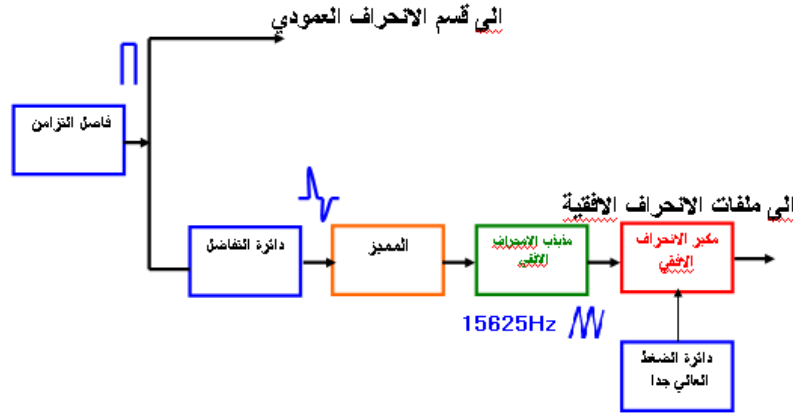 الى قسم الانحراف العمودي
فاصل التزامن
الى ملفات الانحراف الافقية
دائرة التفاضل
المميز
مذبذب الانحراف
الافقي
مكبر الانحراف
الافقي
15625Hz
دائرة الضغط
العالي جدا